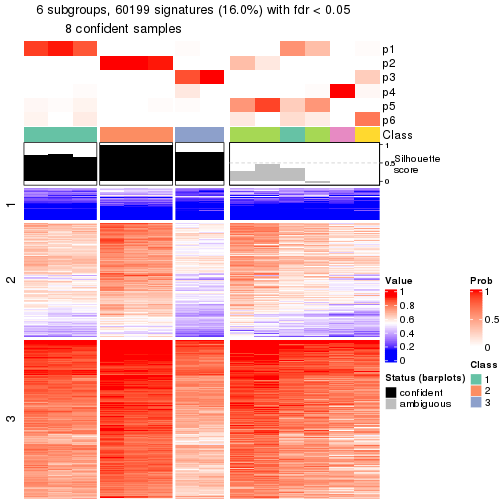 6 subgroups, 60199 signatures (16.0%) with fdr < 0.05
8 confident samples
p1
p2
p3
p4
p5
p6
Class
1
0.5
0
Silhouette
score
1
2
3
Value
1
0.8
0.6
0.4
0.2
0
Prob
1
0.5
0
Status (barplots)
confident
ambiguous
Class
1
2
3